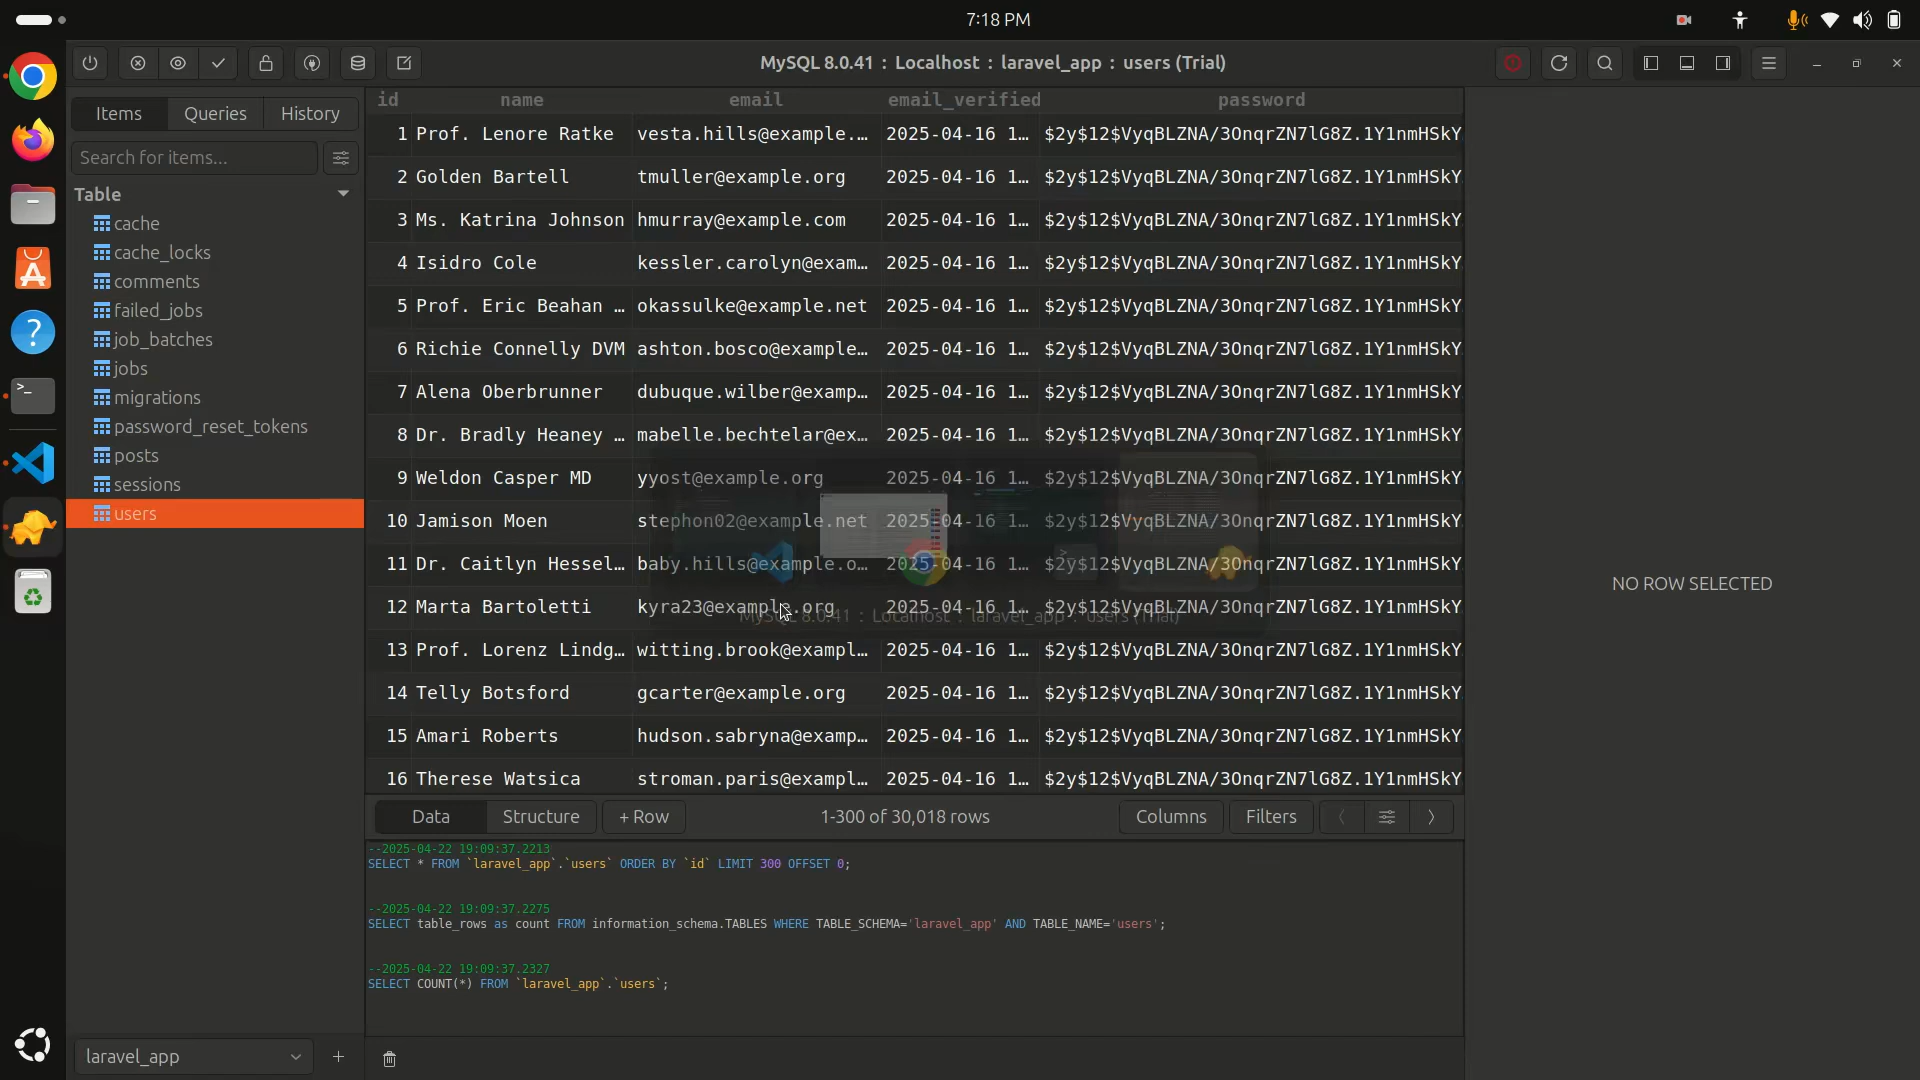 7:18 PM
MySQL 8.0.41 : Localhost : laravel_app : users (Trial)
Items Queries History
Search for items...
Table
cache
cache_locks
comments
failed_jobs
job_batches
jobs
migrations
password_reset_tokens
posts
sessions
users
laravel_app
id name email email_verified password
1 Prof. Lenore Ratke vesta.hills@example.… 2025-04-16 1… $2y$12$VyqBLZNA/3OnqrZN7lG8Z.1Y1nmHSkY
2 Golden Bartell tmuller@example.org 2025-04-16 1… $2y$12$VyqBLZNA/3OnqrZN7lG8Z.1Y1nmHSkY
3 Ms. Katrina Johnson hmurray@example.com 2025-04-16 1… $2y$12$VyqBLZNA/3OnqrZN7lG8Z.1Y1nmHSkY
4 Isidro Cole kessler.carolyn@exam… 2025-04-16 1… $2y$12$VyqBLZNA/3OnqrZN7lG8Z.1Y1nmHSkY
5 Prof. Eric Beahan … okassulke@example.net 2025-04-16 1… $2y$12$VyqBLZNA/3OnqrZN7lG8Z.1Y1nmHSkY
6 Richie Connelly DVM ashton.bosco@example… 2025-04-16 1… $2y$12$VyqBLZNA/3OnqrZN7lG8Z.1Y1nmHSkY
7 Alena Oberbrunner dubuque.wilber@examp… 2025-04-16 1… $2y$12$VyqBLZNA/3OnqrZN7lG8Z.1Y1nmHSkY
8 Dr. Bradly Heaney … mabelle.bechtelar@ex… 2025-04-16 1… $2y$12$VyqBLZNA/3OnqrZN7lG8Z.1Y1nmHSkY
9 Weldon Casper MD yyost@example.org 2025-04-16 1… $2y$12$VyqBLZNA/3OnqrZN7lG8Z.1Y1nmHSkY
10 Jamison Moen stephon02@example.net 2025-04-16 1… $2y$12$VyqBLZNA/3OnqrZN7lG8Z.1Y1nmHSkY
11 Dr. Caitlyn Hessel… baby.hills@example.o… 2025-04-16 1… $2y$12$VyqBLZNA/3OnqrZN7lG8Z.1Y1nmHSkY
12 Marta Bartoletti kyra23@example.org 2025-04-16 1… $2y$12$VyqBLZNA/3OnqrZN7lG8Z.1Y1nmHSkY
MySQL 8.0.41 : Localhost : laravel_app : users (Trial)
13 Prof. Lorenz Lindg… witting.brook@exampl… 2025-04-16 1… $2y$12$VyqBLZNA/3OnqrZN7lG8Z.1Y1nmHSkY
14 Telly Botsford gcarter@example.org 2025-04-16 1… $2y$12$VyqBLZNA/3OnqrZN7lG8Z.1Y1nmHSkY
15 Amari Roberts hudson.sabryna@examp… 2025-04-16 1… $2y$12$VyqBLZNA/3OnqrZN7lG8Z.1Y1nmHSkY
16 Therese Watsica stroman.paris@exampl… 2025-04-16 1… $2y$12$VyqBLZNA/3OnqrZN7lG8Z.1Y1nmHSkY
Data Structure + Row 1-300 of 30,018 rows Columns Filters
--2025-04-22 19:09:37.2213
SELECT * FROM `laravel_app`.`users` ORDER BY `id` LIMIT 300 OFFSET 0;
--2025-04-22 19:09:37.2275
SELECT table_rows as count FROM information_schema.TABLES WHERE TABLE_SCHEMA='laravel_app' AND TABLE_NAME='users';
--2025-04-22 19:09:37.2327
SELECT COUNT(*) FROM `laravel_app`.`users`;
NO ROW SELECTED